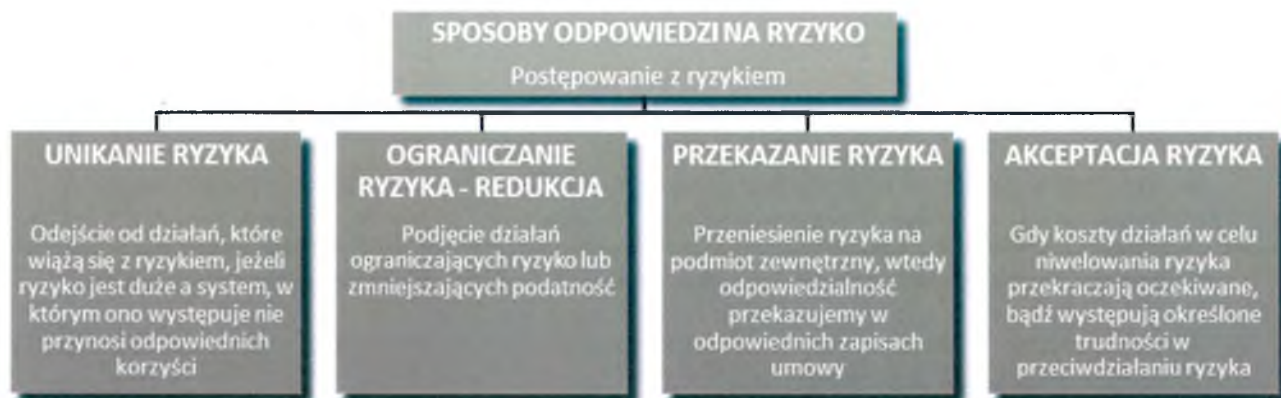 SPOSOBY ODPOWIEDZI NA RYZYKO
Postępowanie z ryzykiem
UNIKANIE RYZYKA
Odejście od działań, które
wiążą się z ryzykiem, jeżeli
ryzyko jest duże a system, w
którym ono występuje nie
przynosi odpowiednich
korzyści
OGRANICZANIE
RYZYKA - REDUKCJA
Podjęcie działań
ograniczających ryzyko lub
zmniejszających podatność
PRZEKAZANIE RYZYKA
Przeniesienie ryzyka na
podmiot zewnętrzny, wtedy
odpowiedzialność
przekazujemy w
odpowiednich zapisach
umowy
AKCEPTACJA RYZYKA
Gdy koszty działań w celu
niwelowania ryzyka
przekraczają oczekiwane,
bądź występują określone
trudności w
przeciwdziałaniu ryzyka